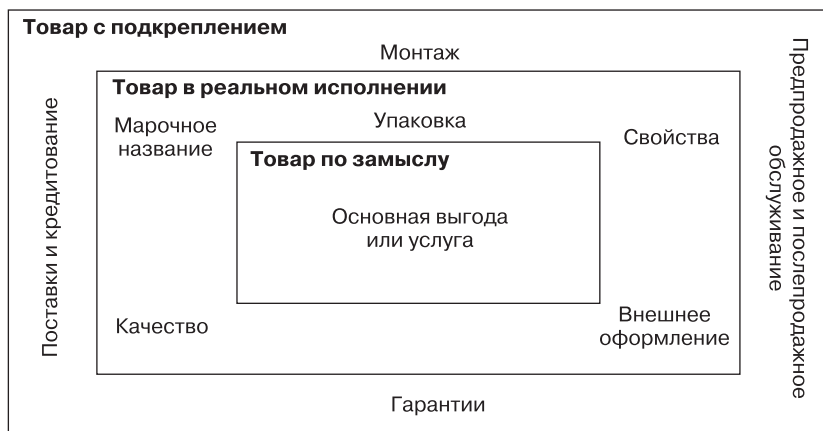 Товар с подкреплением
Монтаж
Поставки и кредитование
Товар в реальном исполнении
Марочное
название
Упаковка
Свойства
Товар по замыслу
Основная выгода
или услуга
Качество
Внешнее
оформление
Предпродажное и послепродажное
обслуживание
Гарантии